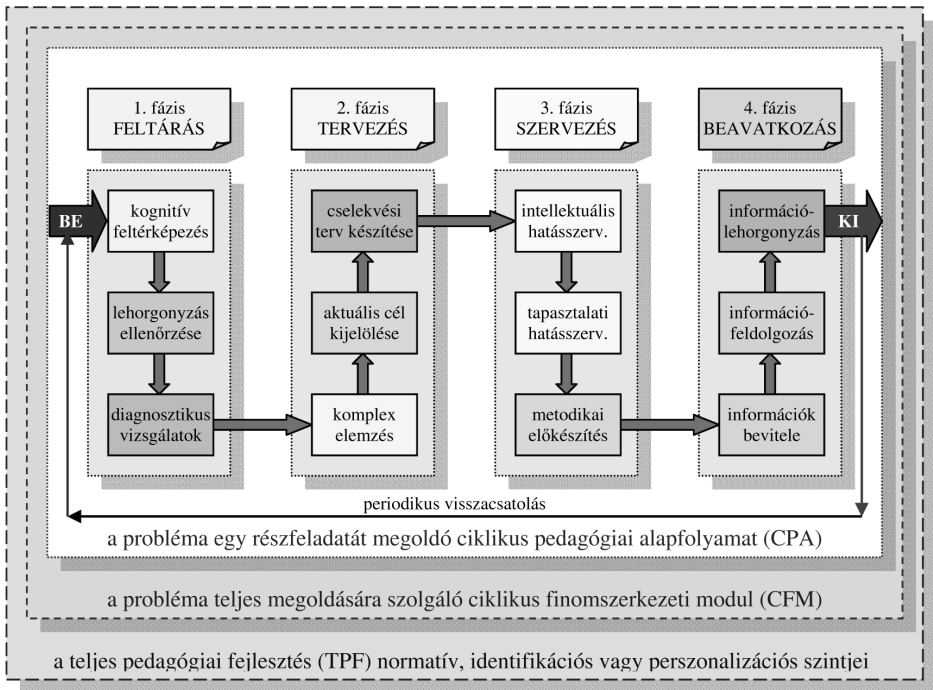 1. fázis
FELTÁRÁS
2. fázis
TERVEZÉS
3. fázis
SZERVEZÉS
4. fázis
BEAVATKOZÁS
BE
kognitív
feltérképezés
lehorgonyzás
ellenőrzése
diagnosztikus
vizsgálatok
cselekvési
terv készítése
aktuális cél
kijelölése
komplex
elemzés
intellektuális
hatásszerv.
tapasztalati
hatásszerv.
metodikai
előkészítés
információ-
lehorgonyzás
információ-
feldolgozás
információk
bevitele
KI
periodikus visszacsatolás
a probléma egy részfeladatát megoldó ciklikus pedagógiai alapfolyamat (CPA)
a probléma teljes megoldására szolgáló ciklikus finomszerkezeti modul (CFM)
a teljes pedagógiai fejlesztés (TPF) normatív, identifikációs vagy perszonalizációs szintjei